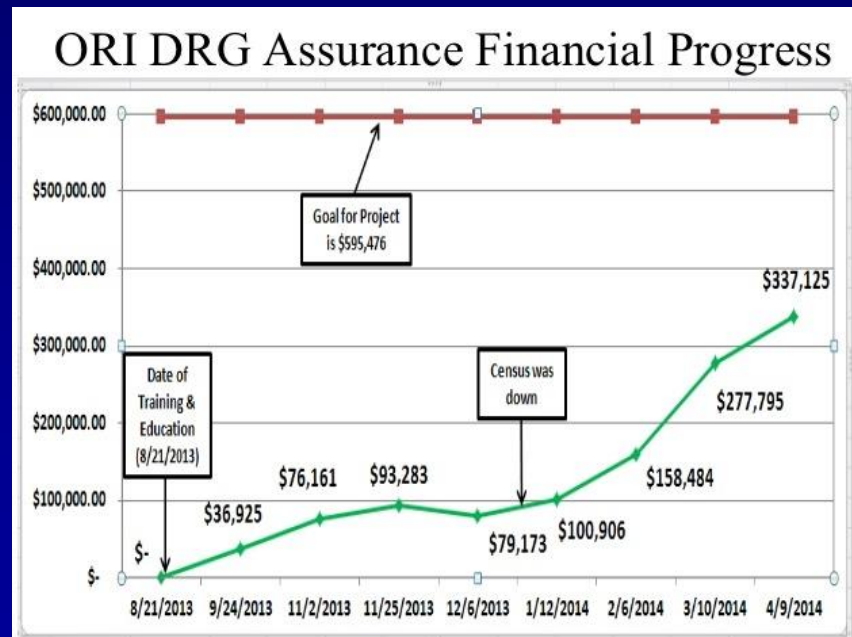 ORI DRG Assurance Financial Progress
$600,000.00
$500,000.00
$400,000.00
$300,000.00
$200,000.00
$100,000.00
$-
Goal for Project
is $595,476
Date of
Training &
Education
(8/21/2013)
Census was
down
$-
$36,925
$76,161
$93,283
$79,173
$100,906
$158,484
$277,795
$337,125
8/21/2013 9/24/2013 11/2/2013 11/25/2013 12/6/2013 1/12/2014 2/6/2014 3/10/2014 4/9/2014